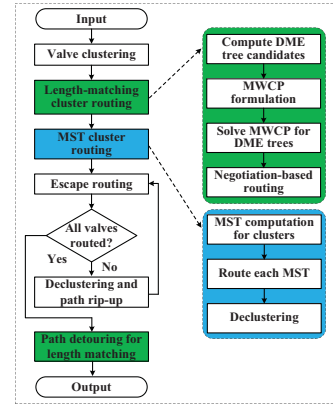 Input
Valve clustering
Length-matching
cluster routing
MST cluster
routing
Escape routing
All valves
routed?
Yes
No
Declustering and
path rip-up
Path detouring for
length matching
Output
Compute DME
tree candidates
MWCP
formulation
Solve MWCP for
DME trees
Negotiation-based
routing
MST computation
for clusters
Route each MST
Declustering